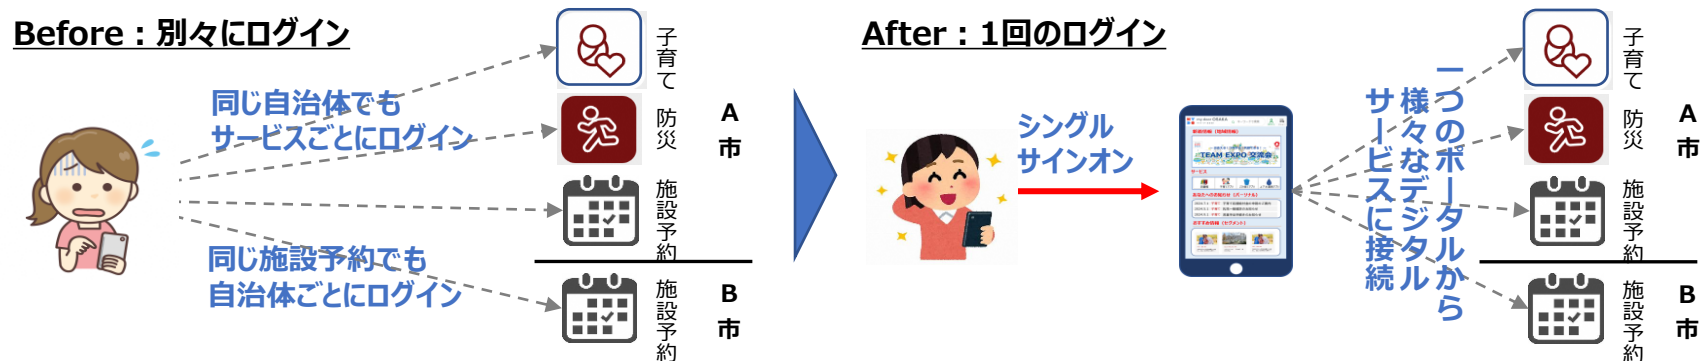 Before：別々にログイン
同じ自治体でも
サービスごとにログイン
同じ施設予約でも
自治体ごとにログイン
子育て
防災
施設予約
A
市
施設予約
B
市
After：1回のログイン
シングル
サインオン
TEAM EXPO 交流会
一つのポータルから
様々なデジタル
サービスに接続
子育て
防災
施設予約
A
市
施設予約
B
市